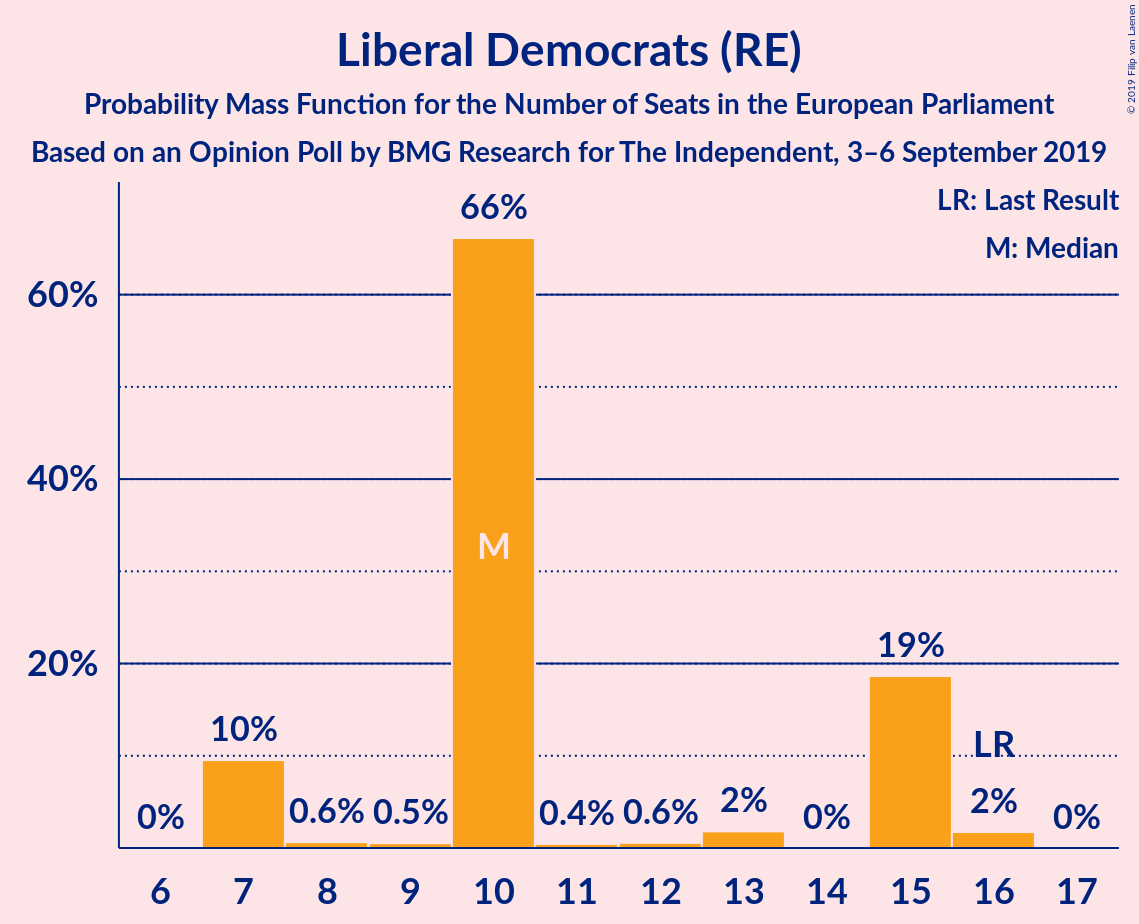 Liberal Democrats (RE)
Probability Mass Function for the Number of Seats in the European Parliament
Based on an Opinion Poll by BMG Research for The Independent, 3–6 September 2019
© 2019 Filip van Laenen
LR: Last Result
M: Median
60%
40%
20%
0%
10%
0.6%
0.5%
66%
M
0.4%
0.6%
2%
0%
19%
LR
2%
0%
6 7 8 9 10 11 12 13 14 15 16 17